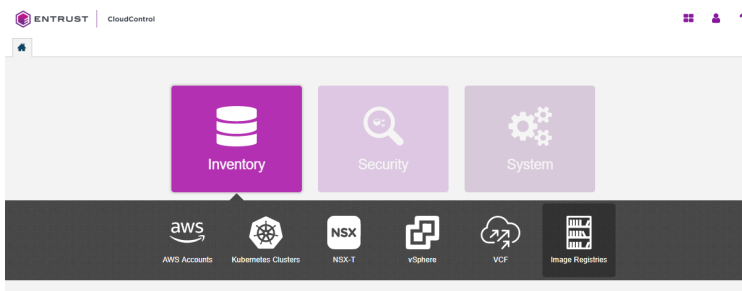 ENTRUST CloudControl
Inventory Security System
aws NSX
AWS Accounts Kubernetes Clusters NSX-T vSphere VCF Image Registries